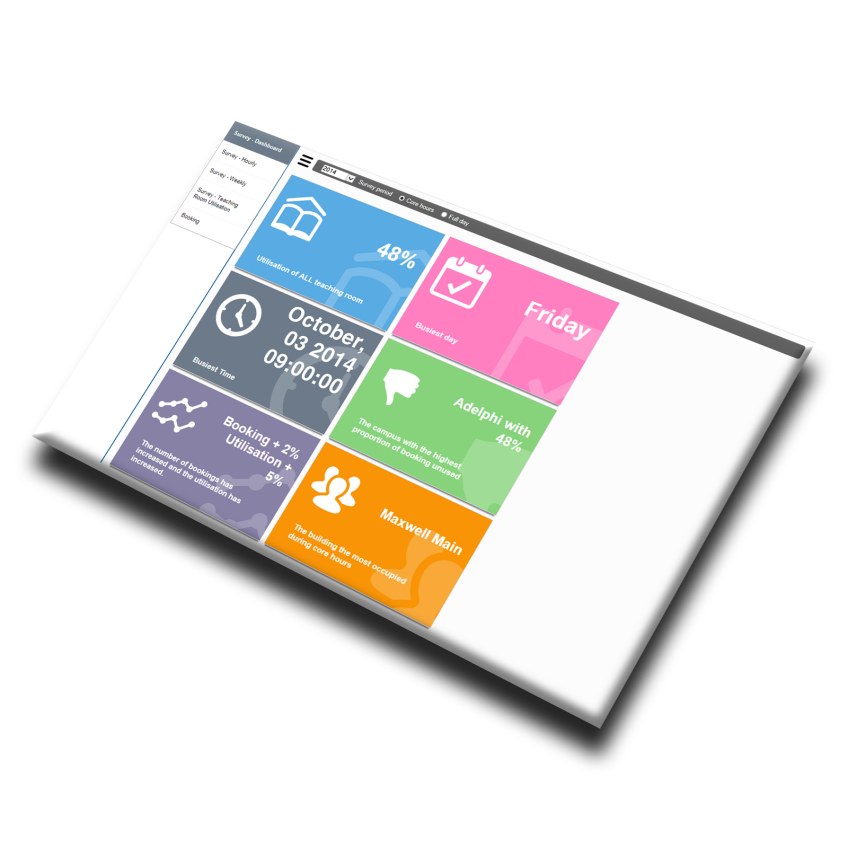 Survey - Dashboard
Survey - Hourly
Survey - Weekly
Survey - Teaching
Room Utilisation
Booking
2014
Survey period
Core hours
Full day
48%
Utilisation of ALL teaching room
Friday
Busiest day
October,
03 2014
09:00:00
Busiest Time
Adelphi with
48%
The campus with the highest
proportion of booking unused
Booking + 2%
Utilisation +
5%
The number of bookings has
increased and the utilisation has
increased.
Maxwell Main
The building the most occupied
during core hours